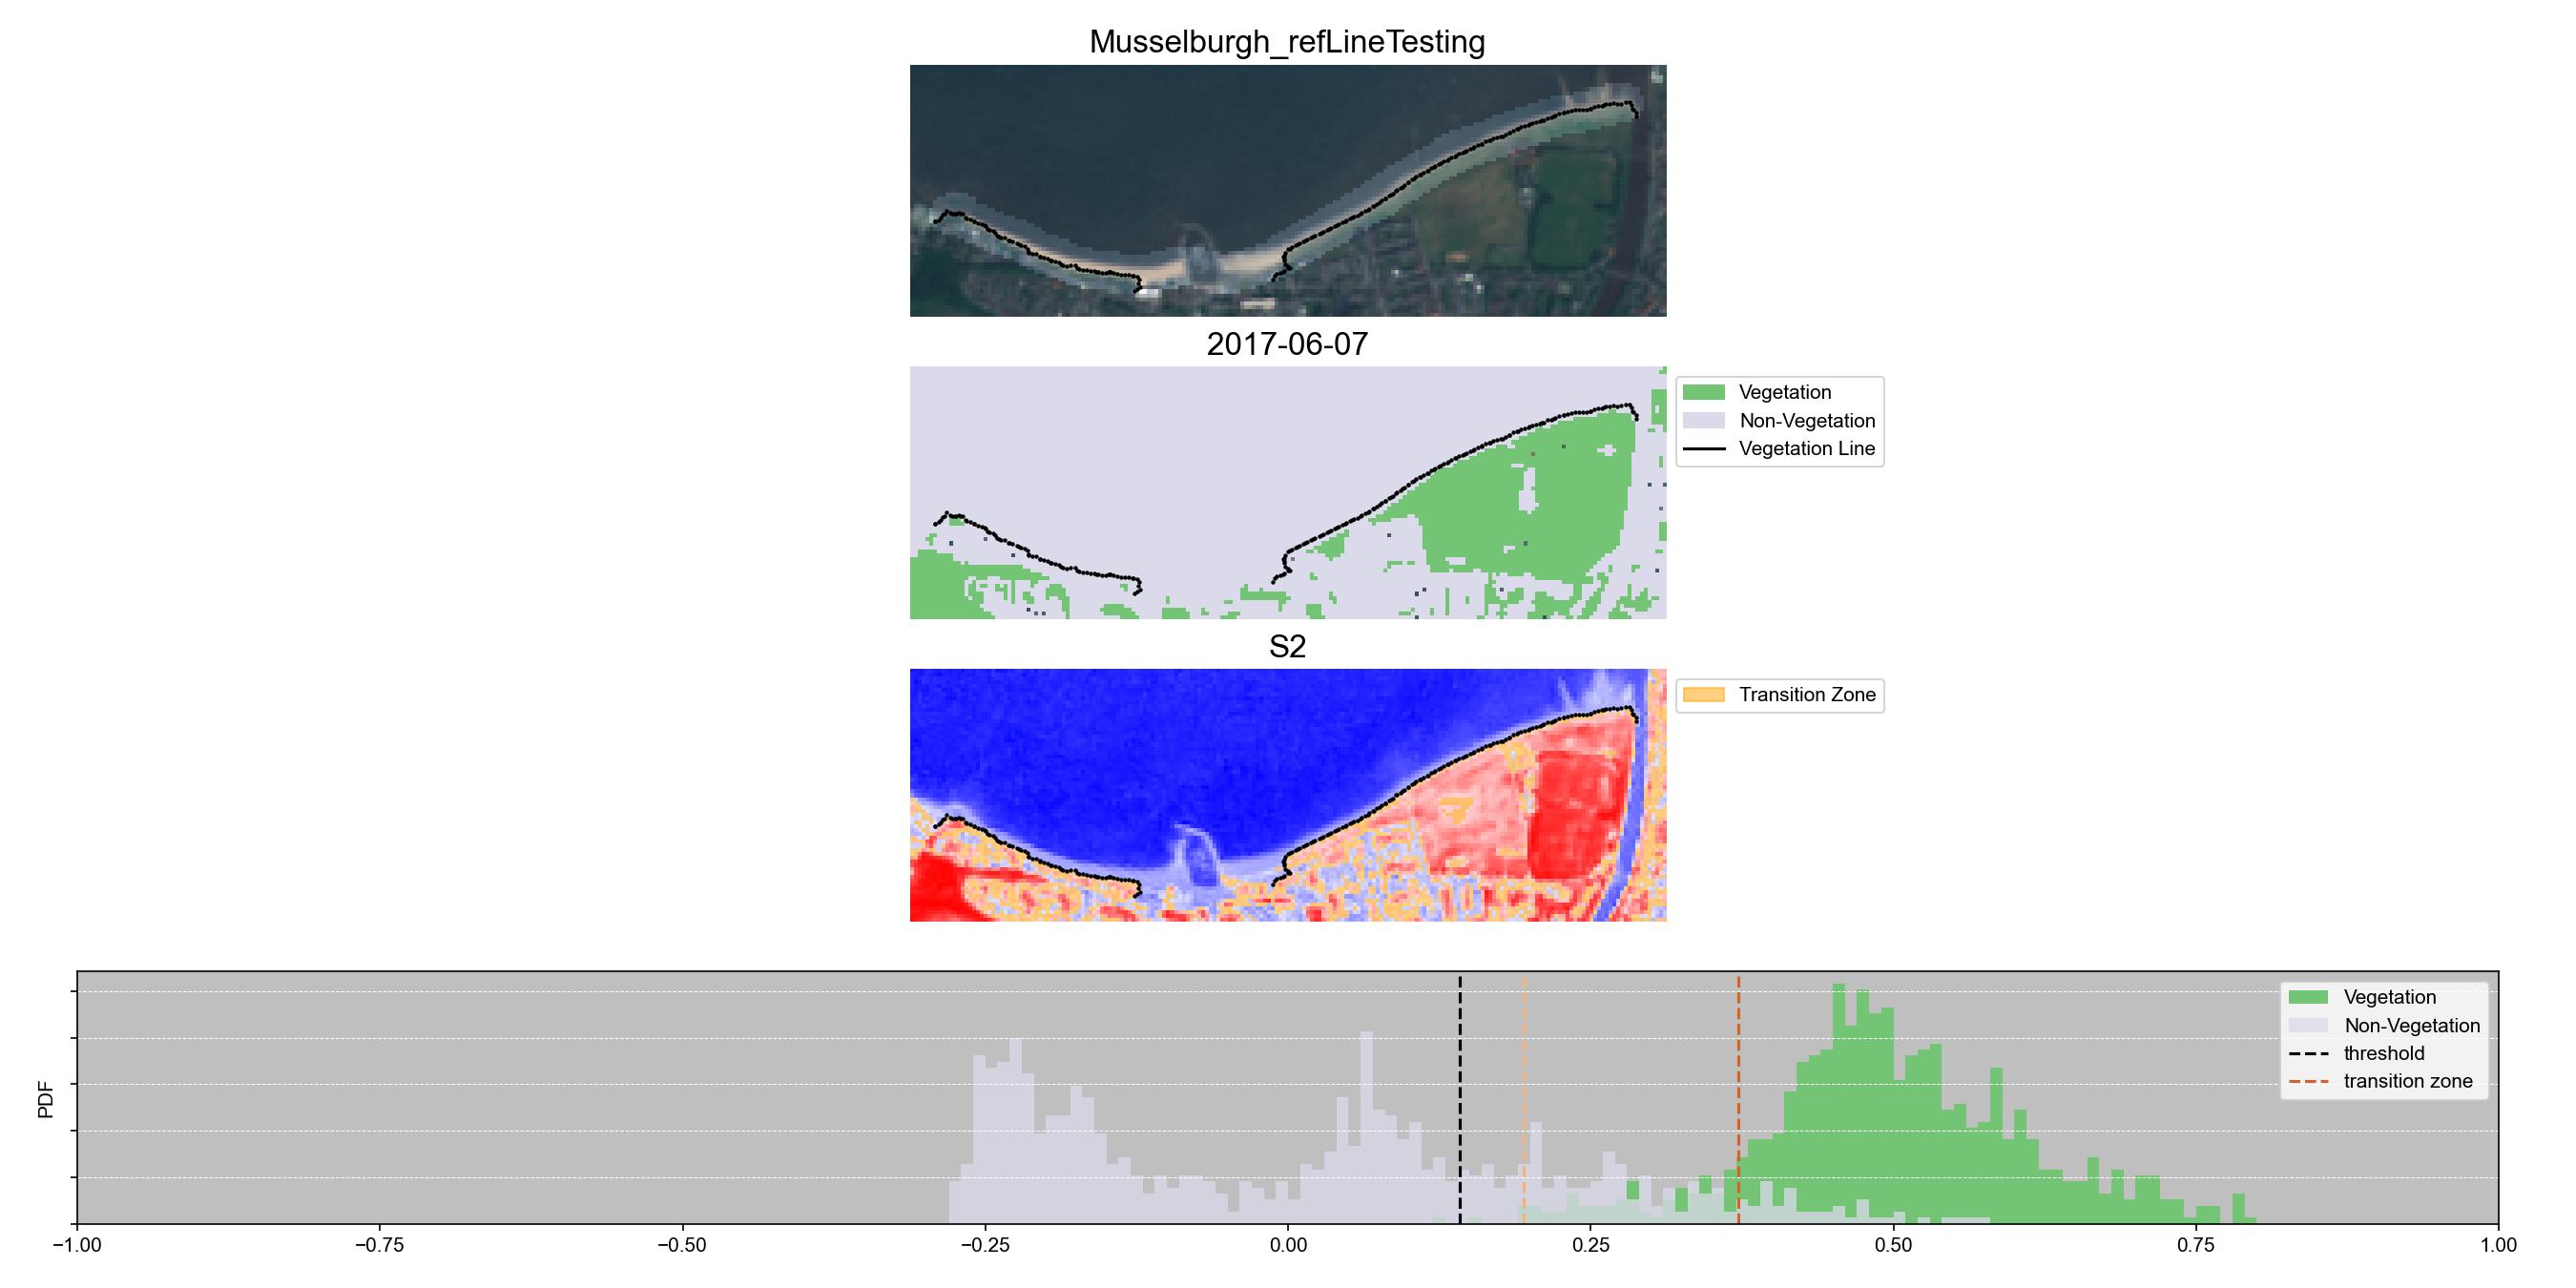 Musselburgh_refLineTesting
2017-06-07
Vegetation
Non-Vegetation
Vegetation Line
S2
Transition Zone
PDF
Vegetation
Non-Vegetation
threshold
transition zone
−1.00 −0.75 −0.50 −0.25 0.00 0.25 0.50 0.75 1.00